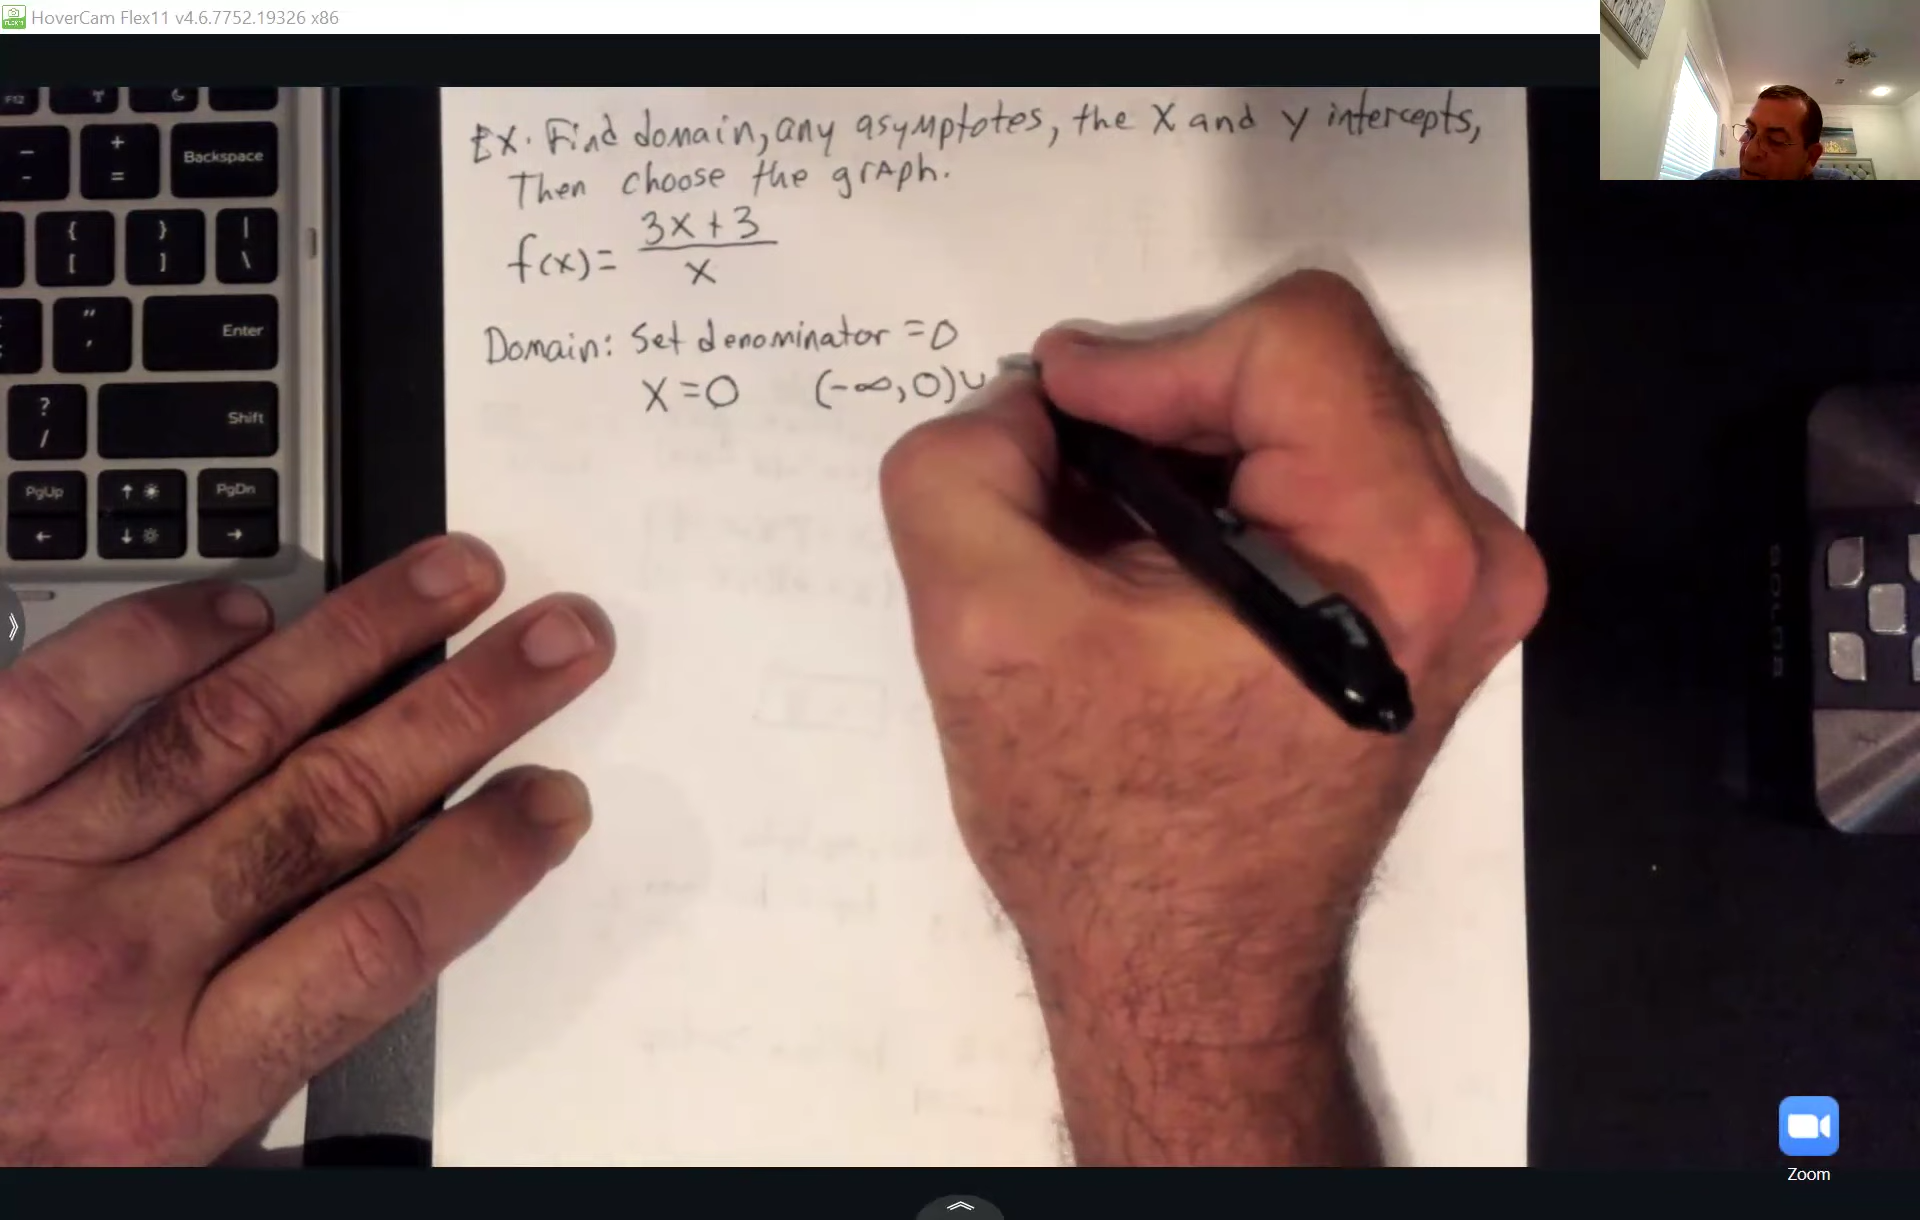 HoverCam Flex11 v4.6.7752.19326 x86
Ex. Find domain, any asymptotes, the x and y intercepts,
Then choose the graph.
f(x) = 3x+3
x
Domain: Set denominator = 0
x = 0 (-∞, 0) ∪
F12
- -
+ =
Backspace
{ [
} ]
| \
" '
Enter
? /
Shift
PgUp
↑
PgDn
←
↓
→
Zoom